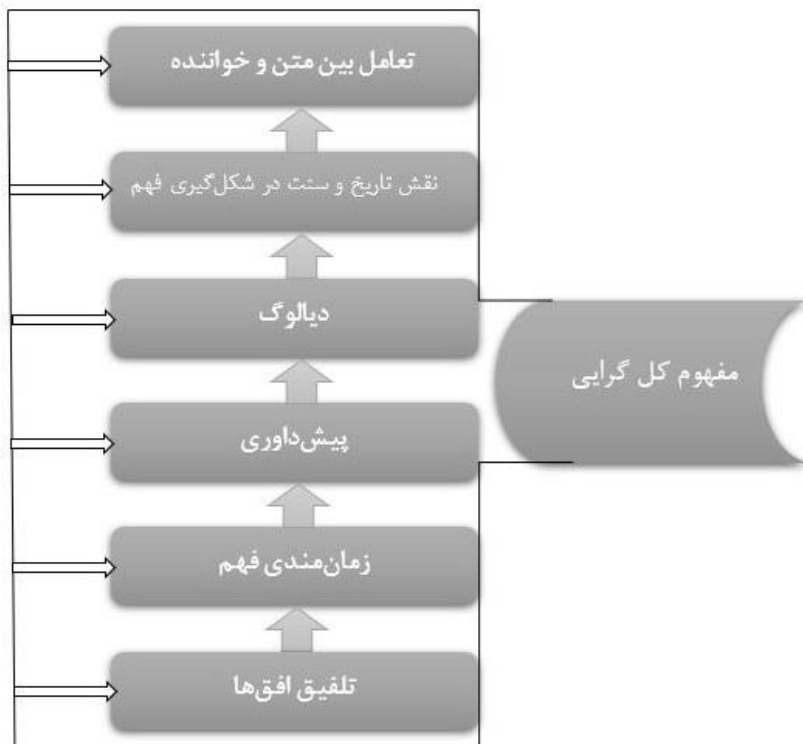 تعامل بین متن و خواننده
نقش تاریخ و سنت در شکل‌گیری فهم
دیالوگ
مفهوم کل گرایی
پیش‌داوری
زمان‌مندی فهم
تلفیق افق‌ها